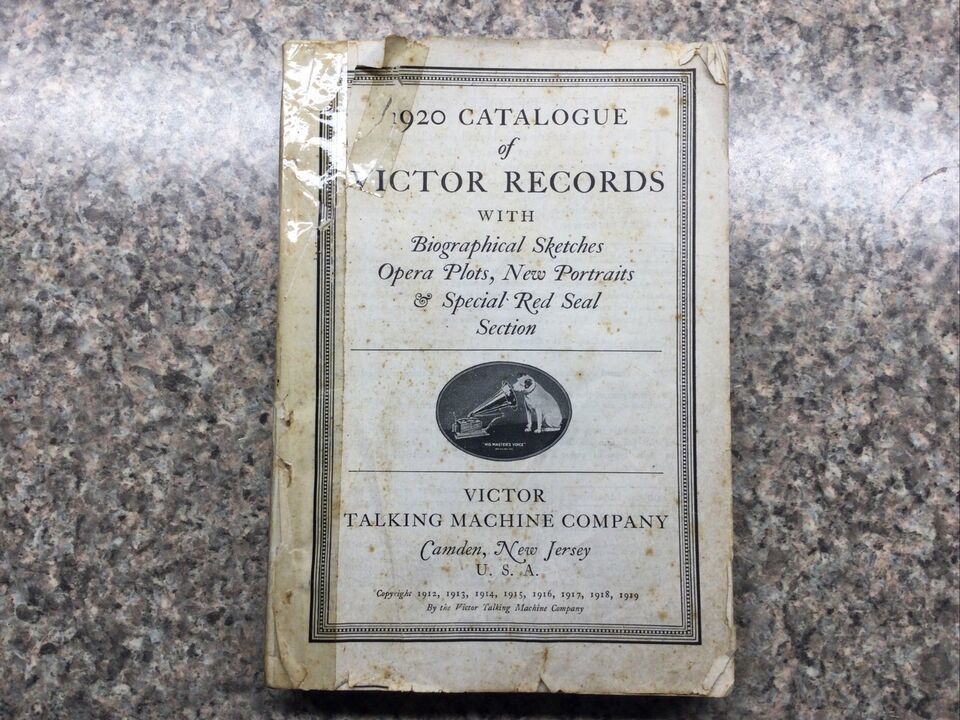 1920 CATALOGUE
of
VICTOR RECORDS
WITH
Biographical Sketches
Opera Plots, New Portraits
& Special Red Seal
Section
"HIS MASTER'S VOICE"
VICTOR
TALKING MACHINE COMPANY
Camden, New Jersey
U. S. A.
Copyright 1912, 1913, 1914, 1915, 1916, 1917, 1918, 1919
By the Victor Talking Machine Company